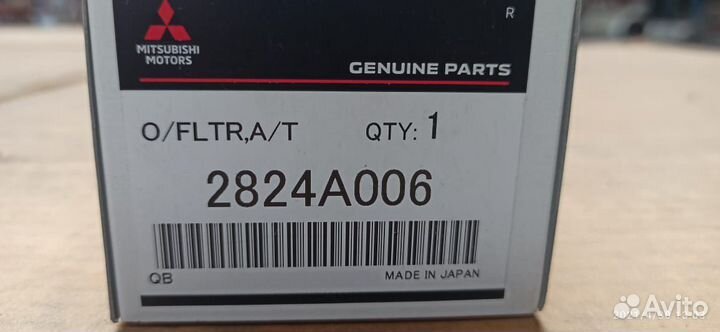 R
MITSUBISHI
MOTORS
GENUINE PARTS
O/FLTR,A/T QTY: 1
2824A006
QB MADE IN JAPAN
Avito